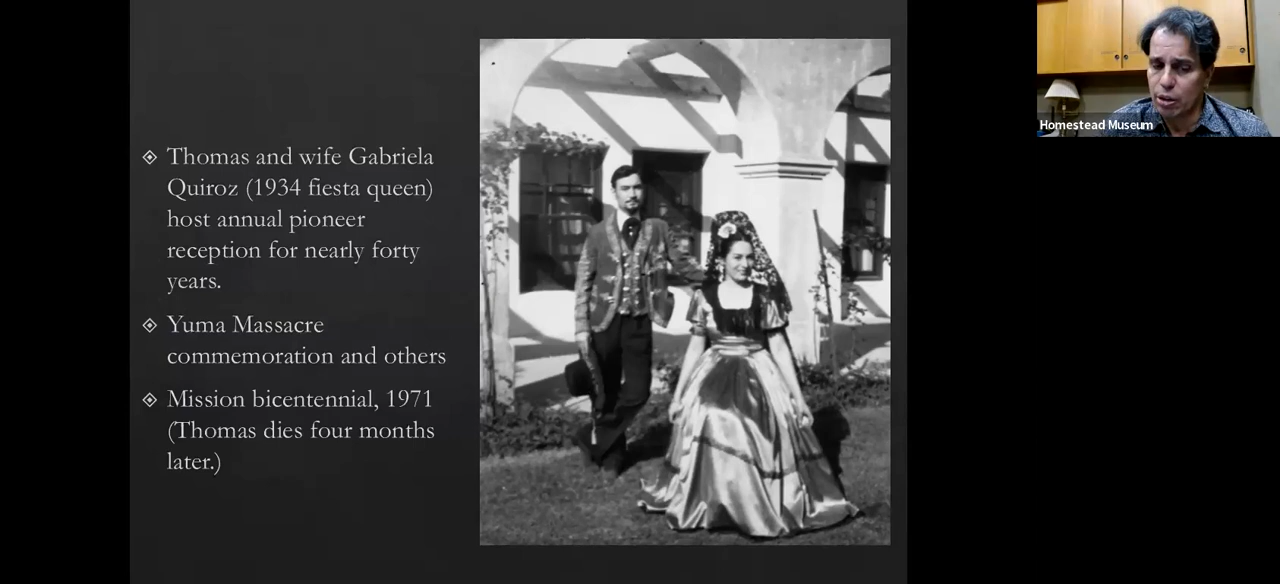 Thomas and wife Gabriela
Quiroz (1934 fiesta queen)
host annual pioneer
reception for nearly forty
years.
Yuma Massacre
commemoration and others
Mission bicentennial, 1971
(Thomas dies four months
later.)
Homestead Museum